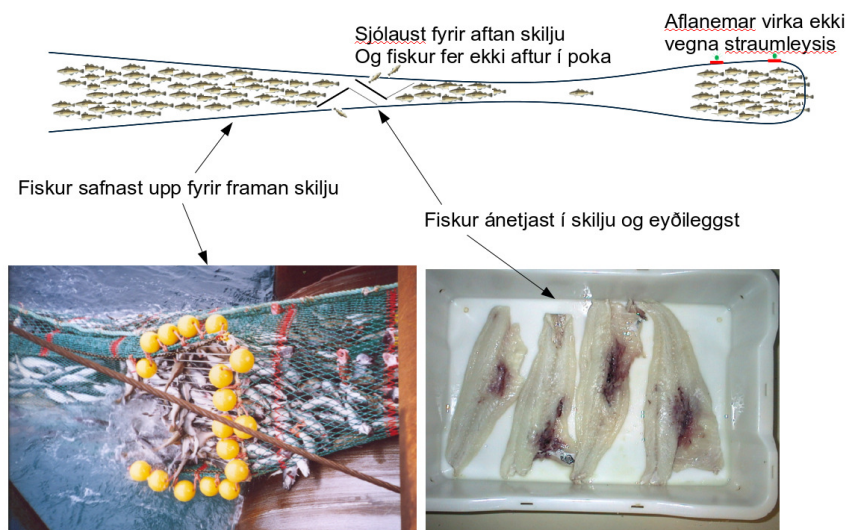 Sjólaust fyrir aftan skilju
Og fiskur fer ekki aftur í poka
Aflanemar virka ekki
vegna straumleysis
Fiskur safnast upp fyrir framan skilju
Fiskur ánetjast í skilju og eyðileggst